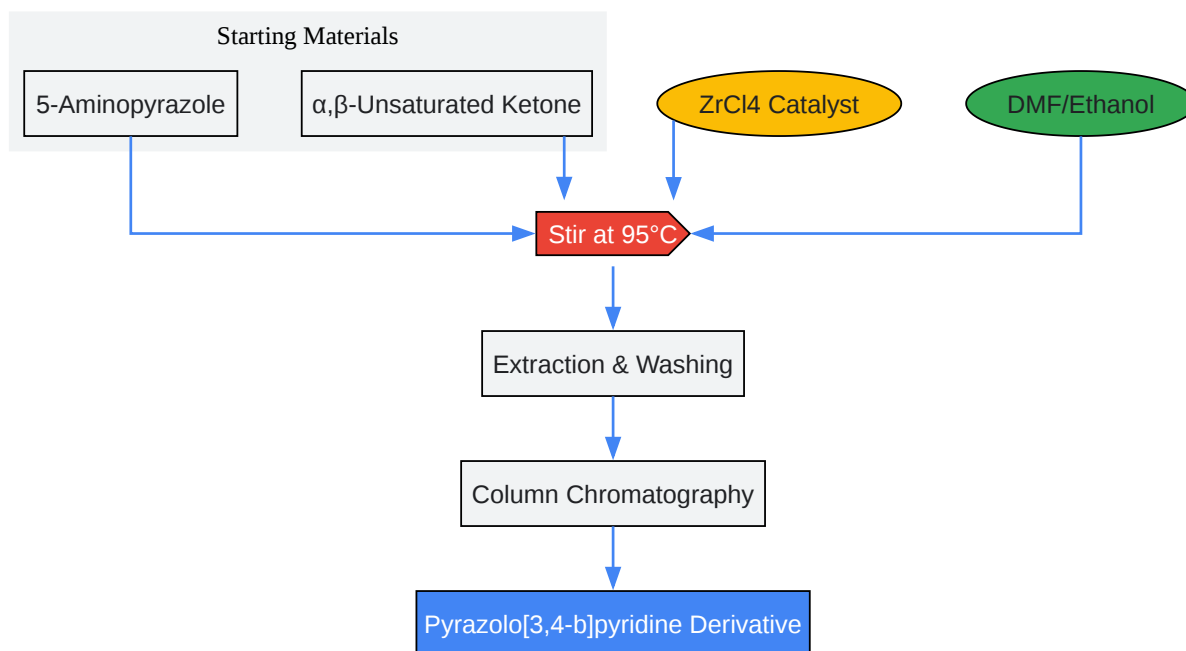 Starting Materials
5-Aminopyrazole
α,β-Unsaturated Ketone
ZrCl4 Catalyst
DMF/Ethanol
Stir at 95°C
Extraction & Washing
Column Chromatography
Pyrazolo[3,4-b]pyridine Derivative